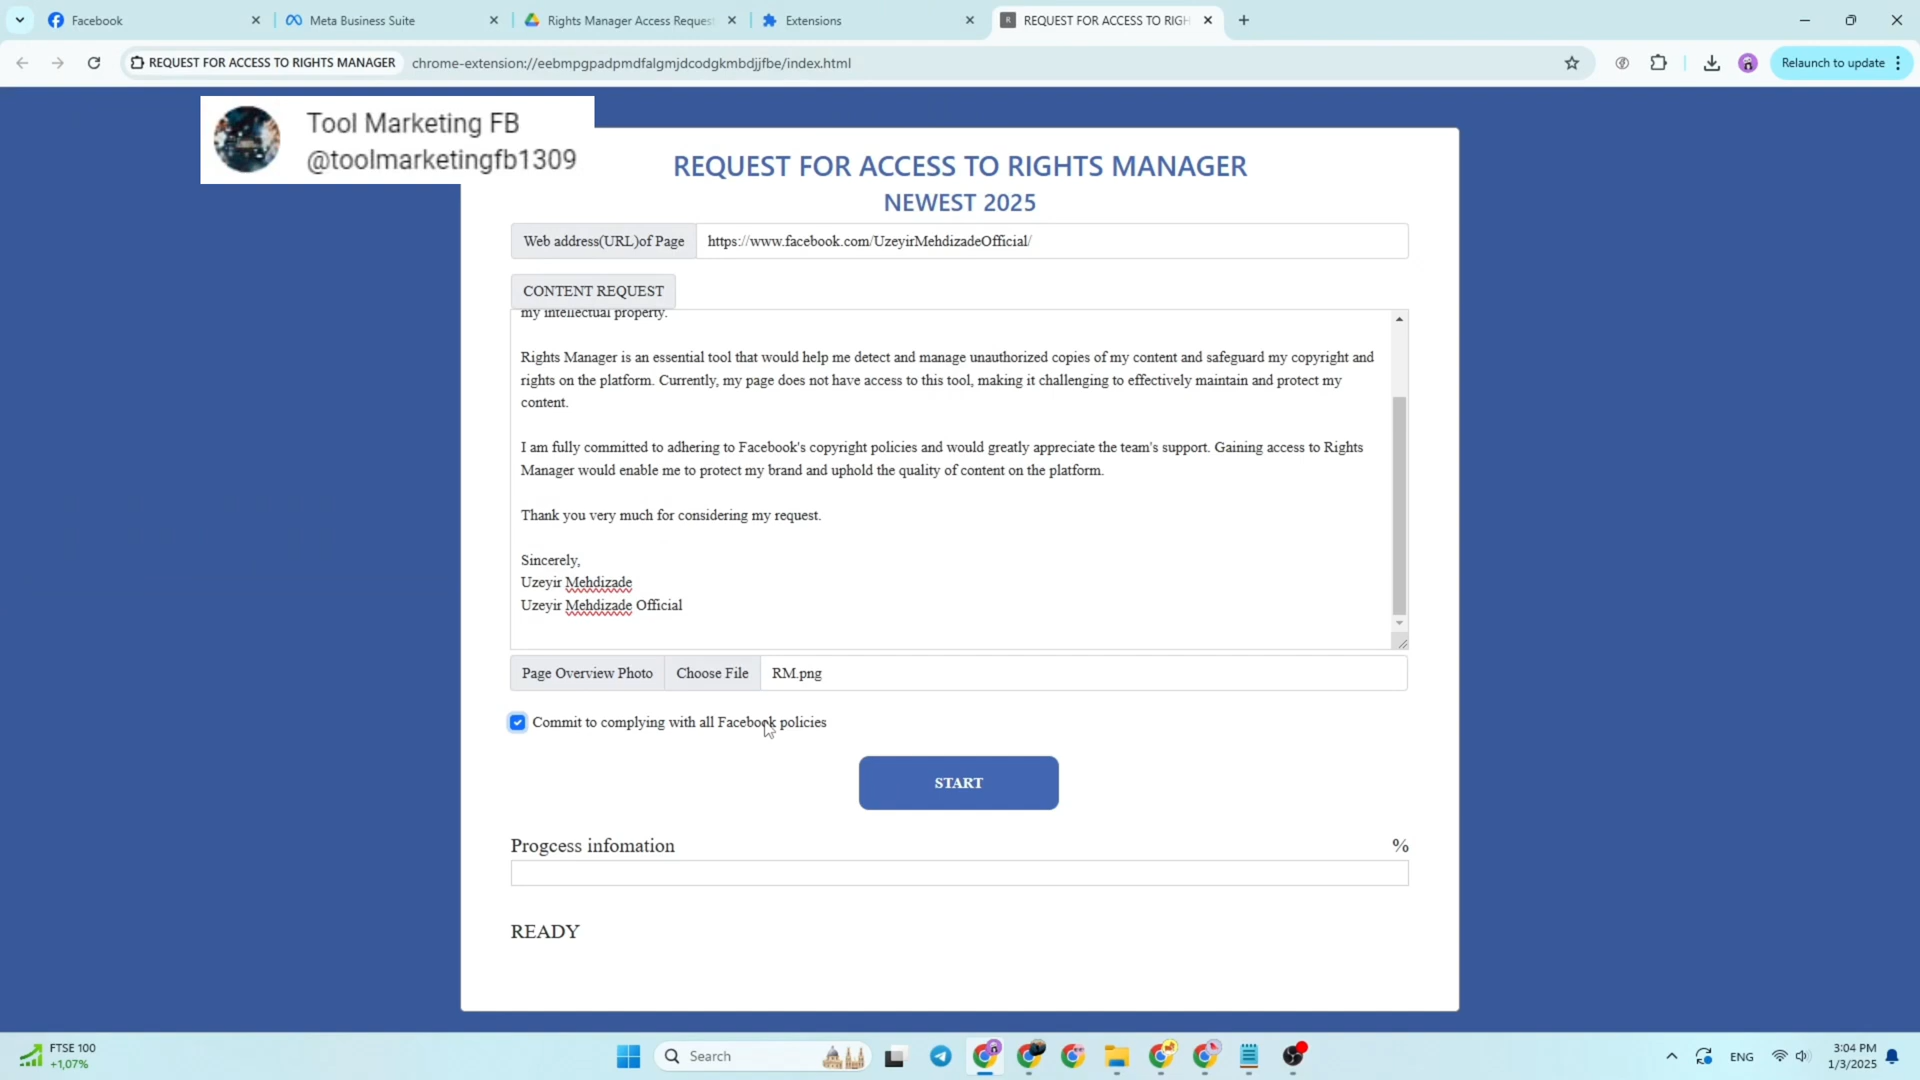 Facebook
Meta Business Suite
Rights Manager Access Request
Extensions
REQUEST FOR ACCESS TO RIGH
REQUEST FOR ACCESS TO RIGHTS MANAGER
chrome-extension://eebmpgpadpmdfalgmjdcodgkmbdjjfbe/index.html
Relaunch to update
Tool Marketing FB
@toolmarketingfb1309
REQUEST FOR ACCESS TO RIGHTS MANAGER
NEWEST 2025
Web address(URL)of Page
https://www.facebook.com/UzeyirMehdizadeOfficial/
CONTENT REQUEST
my intellectual property.
Rights Manager is an essential tool that would help me detect and manage unauthorized copies of my content and safeguard my copyright and
rights on the platform. Currently, my page does not have access to this tool, making it challenging to effectively maintain and protect my
content.
I am fully committed to adhering to Facebook's copyright policies and would greatly appreciate the team's support. Gaining access to Rights
Manager would enable me to protect my brand and uphold the quality of content on the platform.
Thank you very much for considering my request.
Sincerely,
Uzeyir Mehdizade
Uzeyir Mehdizade Official
Page Overview Photo
Choose File
RM.png
Commit to complying with all Facebook policies
START
Progcess infomation
%
READY
FTSE 100
+1,07%
Search
ENG
3:04 PM
1/3/2025